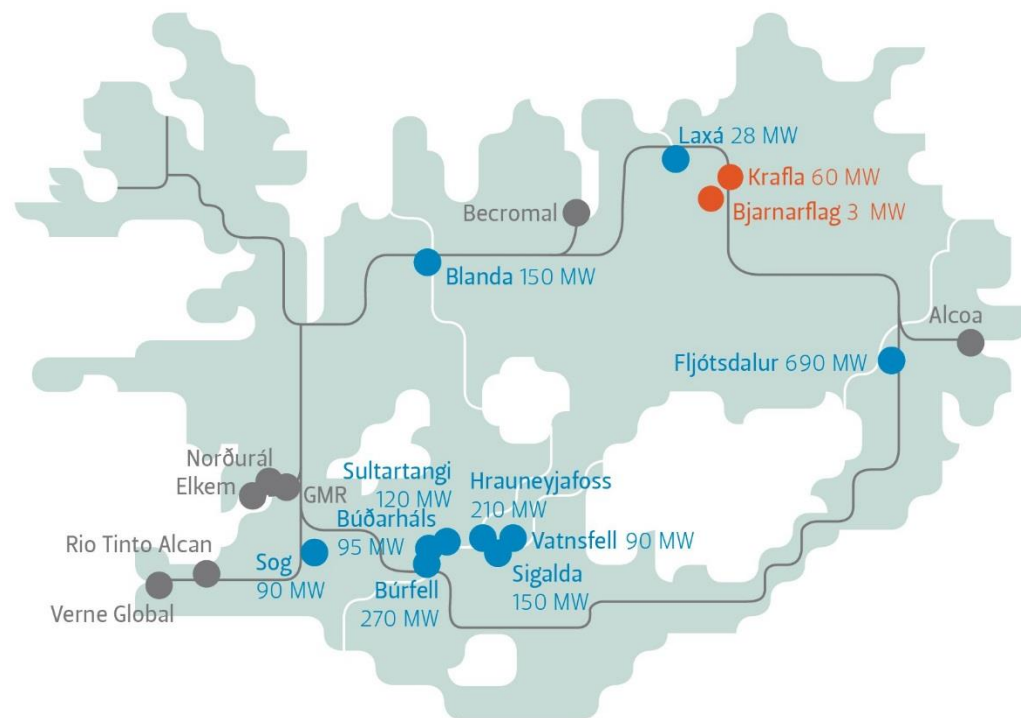 Laxá 28 MW
Krafla 60 MW
Bjarnarflag 3 MW
Becromal
Blanda 150 MW
Alcoa
Fljótsdalur 690 MW
Norðurál
Elkem
GMR
Sultartangi
120 MW
Hrauneyjafoss
210 MW
Búðarháls
95 MW
Vatnsfell 90 MW
Rio Tinto Alcan
Sog
90 MW
Sigalda
150 MW
Búrfell
270 MW
Verne Global